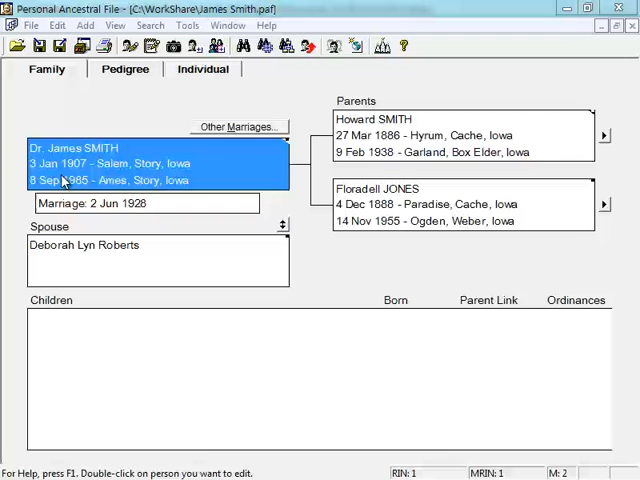 Personal Ancestral File - [C:\WorkShare\James Smith.paf]
File Edit Add View Search Tools Window Help
Family Pedigree Individual
Other Marriages...
Parents
Dr. James SMITH
3 Jan 1907 - Salem, Story, Iowa
8 Sep 1985 - Ames, Story, Iowa
Marriage: 2 Jun 1928
Howard SMITH
27 Mar 1886 - Hyrum, Cache, Iowa
9 Feb 1938 - Garland, Box Elder, Iowa
Floradell JONES
4 Dec 1888 - Paradise, Cache, Iowa
14 Nov 1955 - Ogden, Weber, Iowa
Spouse
Deborah Lyn Roberts
Children Born Parent Link Ordinances
For Help, press F1. Double-click on person you want to edit. RIN: 1 MRIN: 1 M: 2